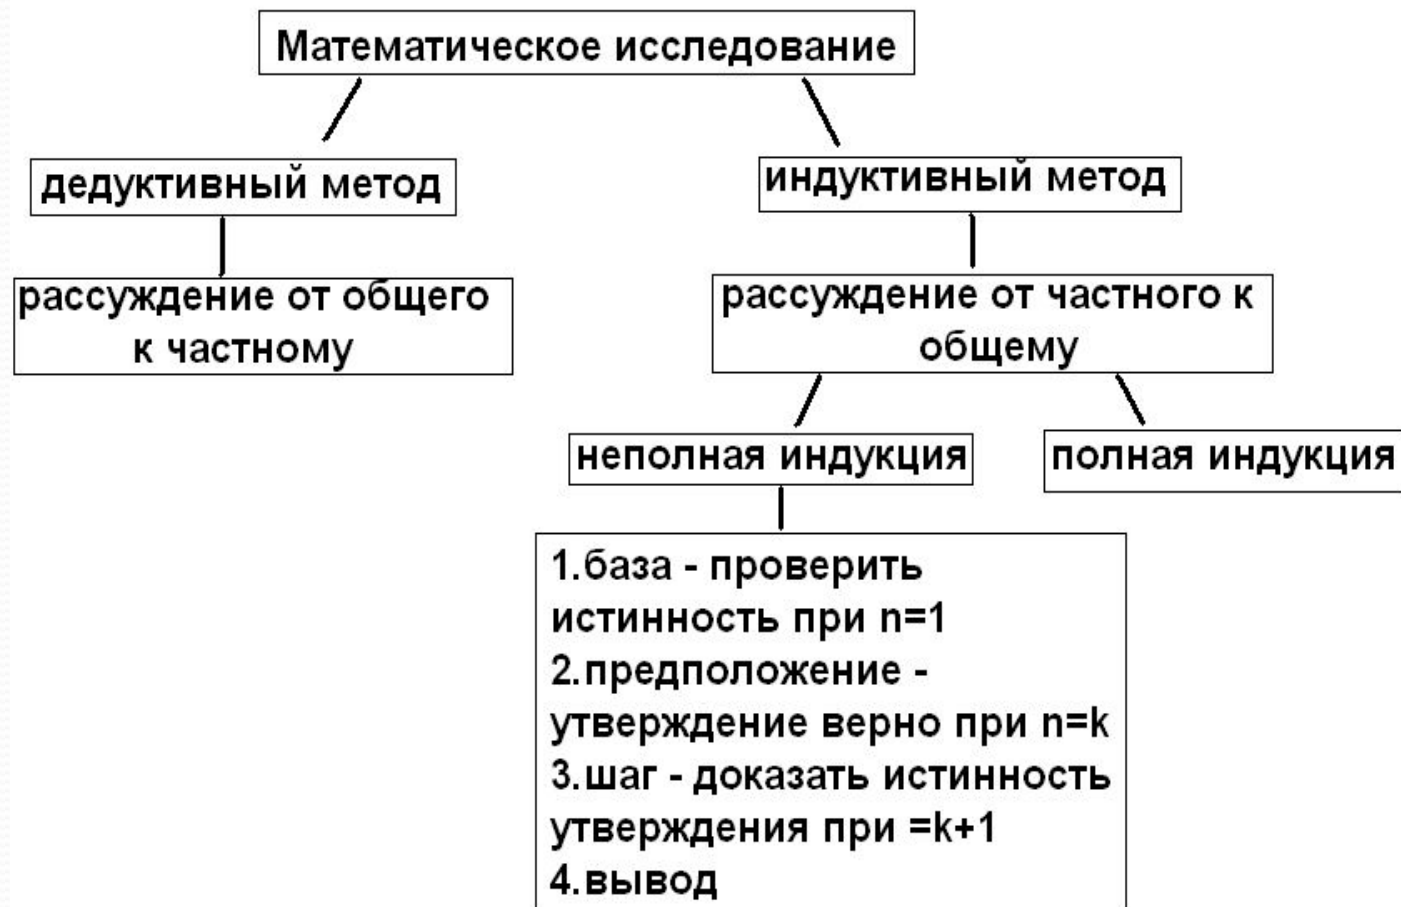 Математическое исследование
дедуктивный метод
индуктивный метод
рассуждение от общего
к частному
рассуждение от частного к
общему
неполная индукция
полная индукция
1.база - проверить
истинность при n=1
2.предположение -
утверждение верно при n=k
3.шаг - доказать истинность
утверждения при =k+1
4.вывод